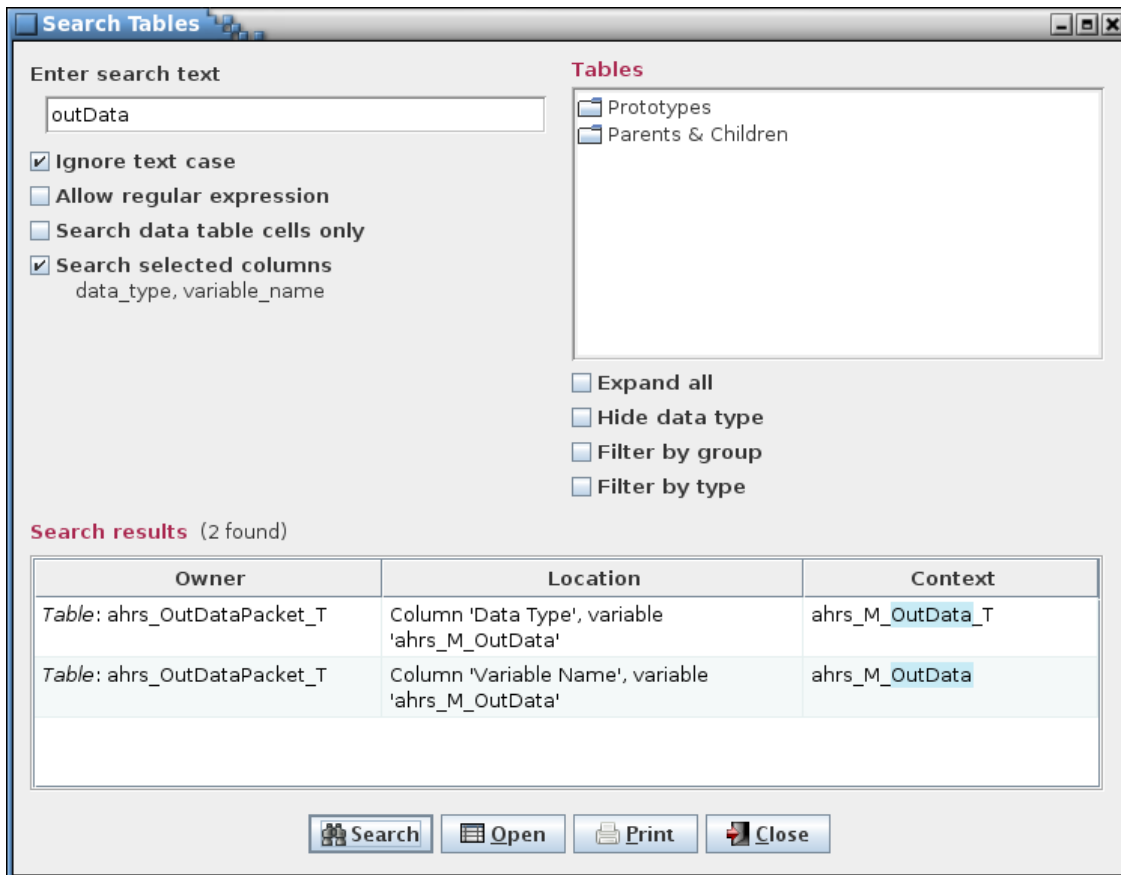 Search Tables
Enter search text
outData
Ignore text case
Allow regular expression
Search data table cells only
Search selected columns
data_type, variable_name
Tables
Prototypes
Parents & Children
Expand all
Hide data type
Filter by group
Filter by type
Search results (2 found)
Owner Location Context
Table: ahrs_OutDataPacket_T Column 'Data Type', variable ahrs_M_OutData_T
'ahrs_M_OutData'
Table: ahrs_OutDataPacket_T Column 'Variable Name', variable ahrs_M_OutData
'ahrs_M_OutData'
Search Open Print Close